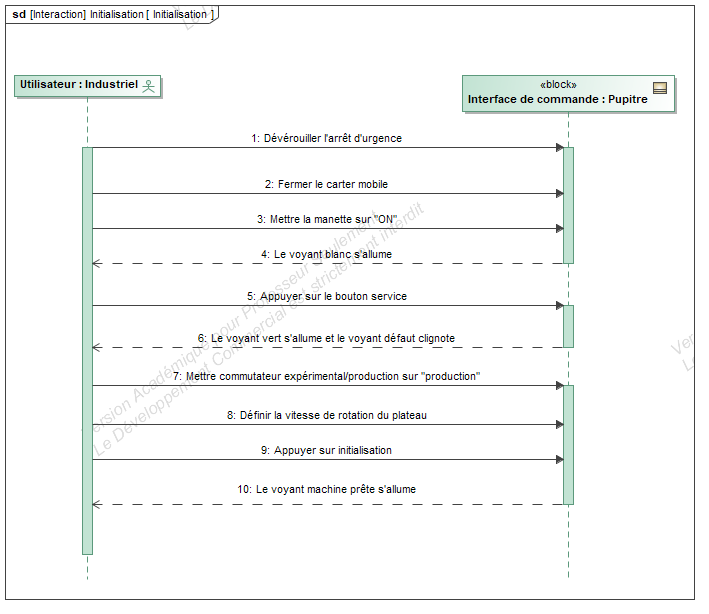 sd [Interaction] Initialisation [ Initialisation ]
Utilisateur : Industriel
«block»
Interface de commande : Pupitre
1: Dévérouiller l'arrêt d'urgence
2: Fermer le carter mobile
3: Mettre la manette sur "ON"
4: Le voyant blanc s'allume
5: Appuyer sur le bouton service
6: Le voyant vert s'allume et le voyant défaut clignote
7: Mettre commutateur expérimental/production sur "production"
8: Définir la vitesse de rotation du plateau
9: Appuyer sur initialisation
10: Le voyant machine prête s'allume
Version Académique pour Professeur Seulement
Le Développement Commercial est strictement interdit